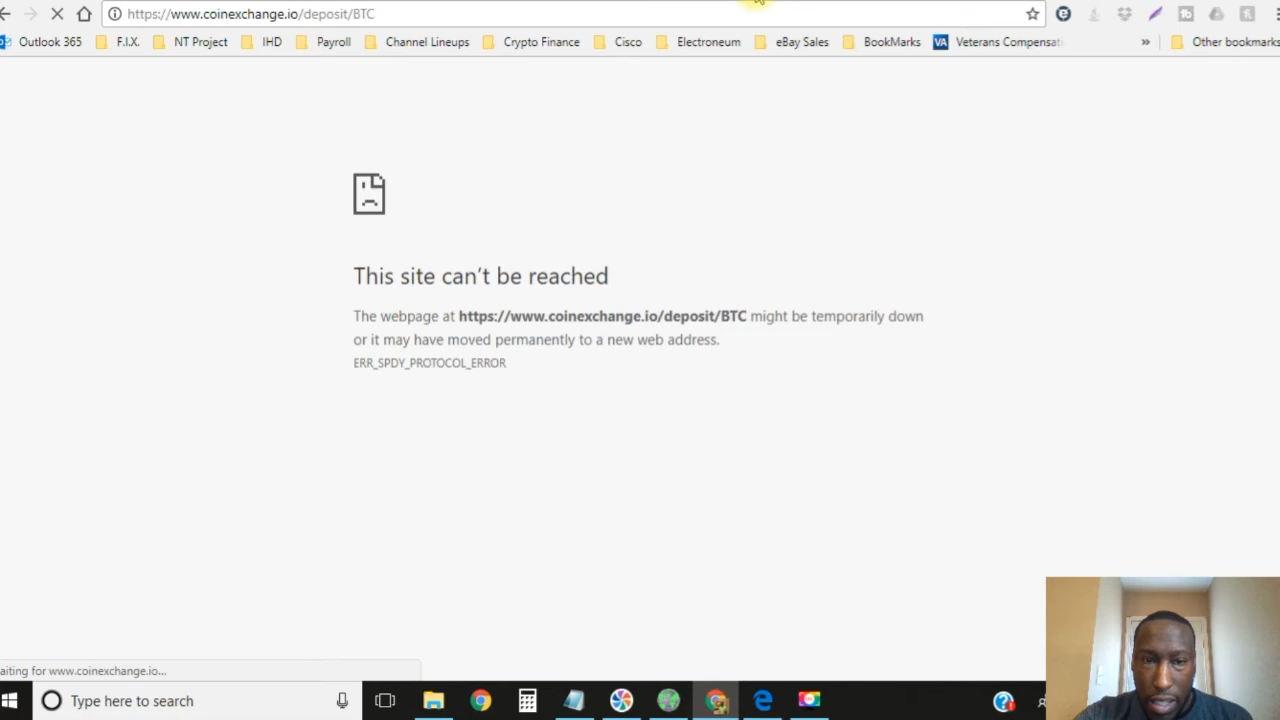 https://www.coinexchange.io/deposit/BTC
Outlook 365 F.I.X. NT Project IHD Payroll Channel Lineups Crypto Finance Cisco Electroneum eBay Sales BookMarks VA Veterans Compensati » Other bookmarks
This site can't be reached
The webpage at https://www.coinexchange.io/deposit/BTC might be temporarily down
or it may have moved permanently to a new web address.
ERR_SPDY_PROTOCOL_ERROR
aiting for www.coinexchange.io...
Type here to search